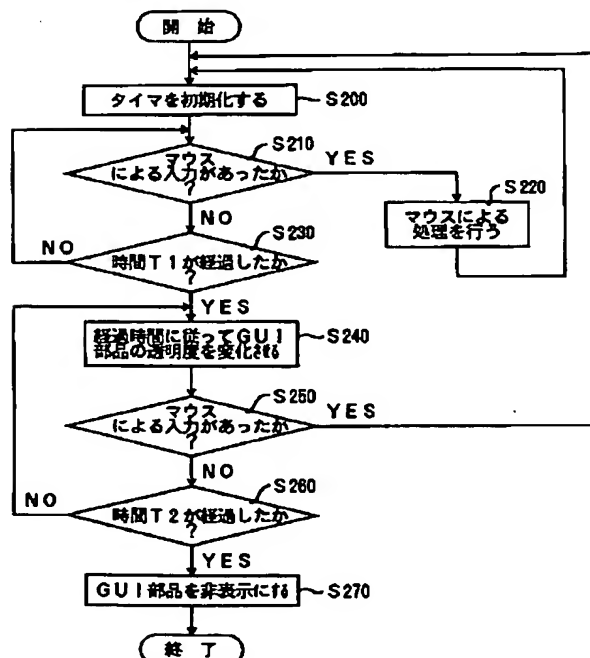 開 始
タイマを初期化する
S200
マウス
による入力があったか
?
S210
YES
S220
マウスによる
処理を行う
NO
S230
NO
時間T1が経過したか
?
YES
経過時間に従ってGUI
部品の透明度を変化させる
S240
S250
マウス
による入力があったか
?
YES
NO
S260
NO
時間T2が経過したか
?
YES
GUI部品を非表示にする
S270
終 了